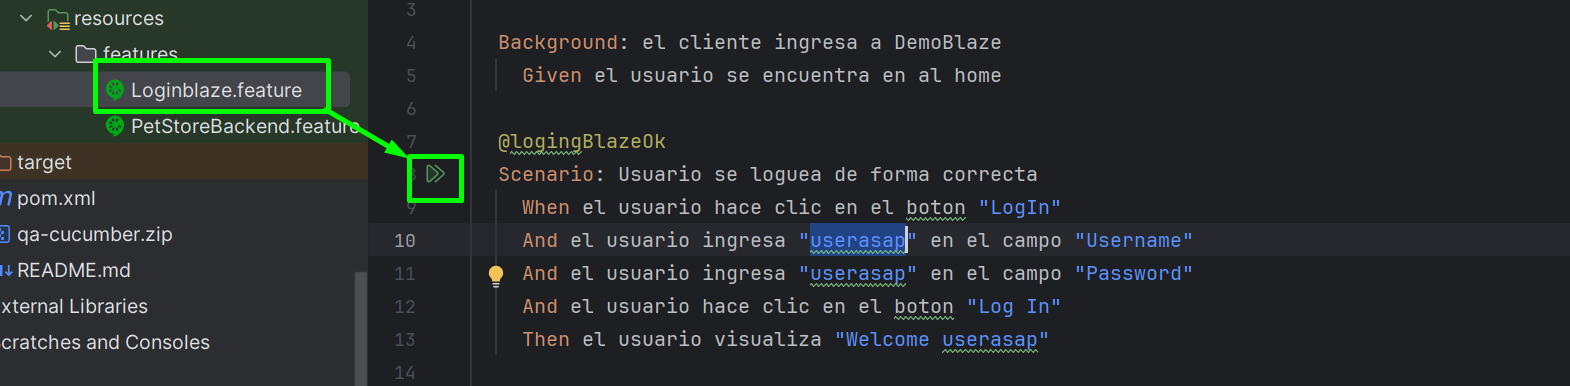 resources
features
Loginblaze.feature
PetStoreBackend.feature
target
pom.xml
qa-cucumber.zip
README.md
xternal Libraries
cratches and Consoles
3
4 Background: el cliente ingresa a DemoBlaze
5 Given el usuario se encuentra en al home
6
7 @logingBlazeOk
8 Scenario: Usuario se loguea de forma correcta
9 When el usuario hace clic en el boton "LogIn"
10 And el usuario ingresa "userasap" en el campo "Username"
11 And el usuario ingresa "userasap" en el campo "Password"
12 And el usuario hace clic en el boton "Log In"
13 Then el usuario visualiza "Welcome userasap"
14